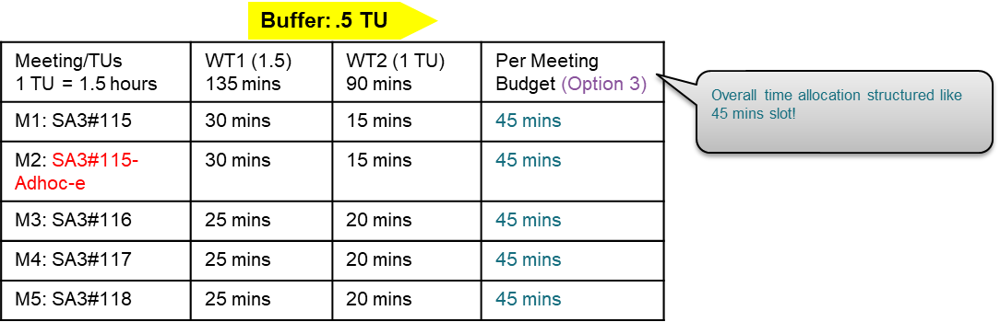 Buffer: .5 TU
Meeting/TUs
1 TU = 1.5 hours
WT1 (1.5)
135 mins
WT2 (1 TU)
90 mins
Per Meeting
Budget (Option 3)
Overall time allocation structured like
45 mins slot!
M1: SA3#115
30 mins
15 mins
45 mins
M2: SA3#115-
Adhoc-e
30 mins
15 mins
45 mins
M3: SA3#116
25 mins
20 mins
45 mins
M4: SA3#117
25 mins
20 mins
45 mins
M5: SA3#118
25 mins
20 mins
45 mins